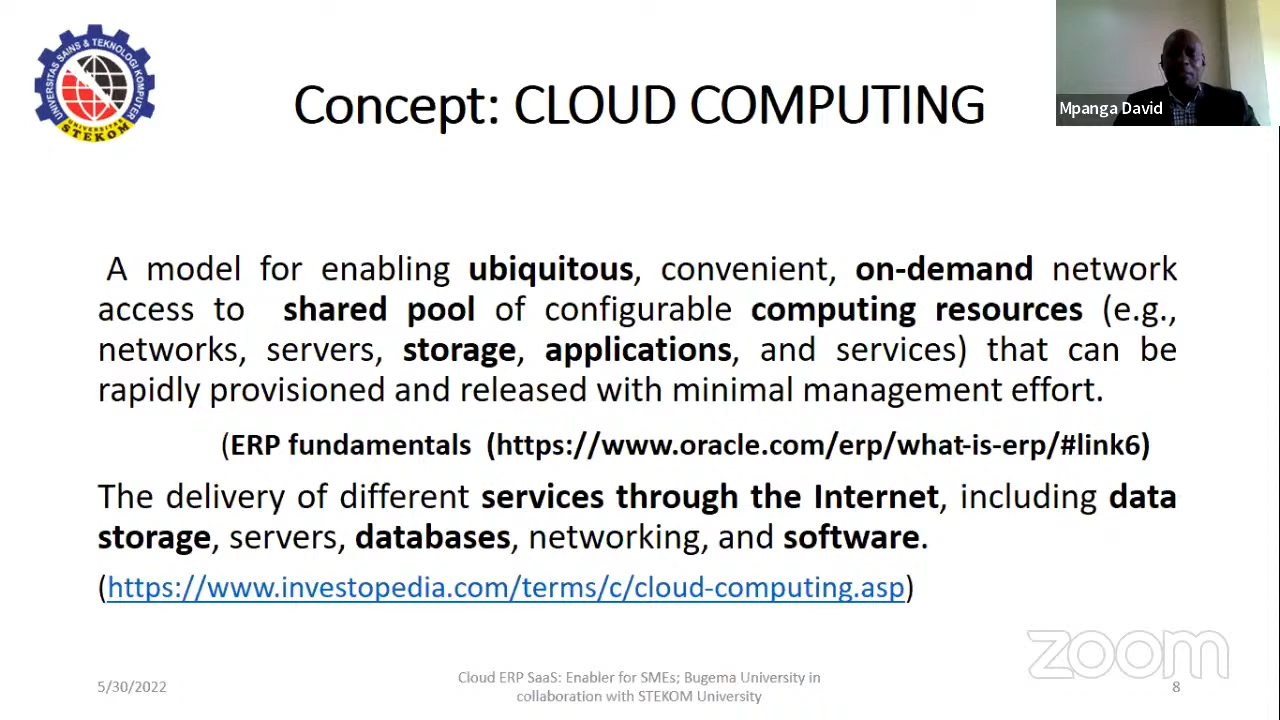 UNIVERSITAS SAINS & TEKNOLOGI KOMPUTER
UNIVERSITAS
STEKOM
Concept: CLOUD COMPUTING
Mpanga David
A model for enabling ubiquitous, convenient, on-demand network
access to shared pool of configurable computing resources (e.g.,
networks, servers, storage, applications, and services) that can be
rapidly provisioned and released with minimal management effort.
(ERP fundamentals (https://www.oracle.com/erp/what-is-erp/#link6)
The delivery of different services through the Internet, including data
storage, servers, databases, networking, and software.
(https://www.investopedia.com/terms/c/cloud-computing.asp)
zoom
5/30/2022
Cloud ERP SaaS: Enabler for SMEs; Bugema University in
collaboration with STEKOM University
8